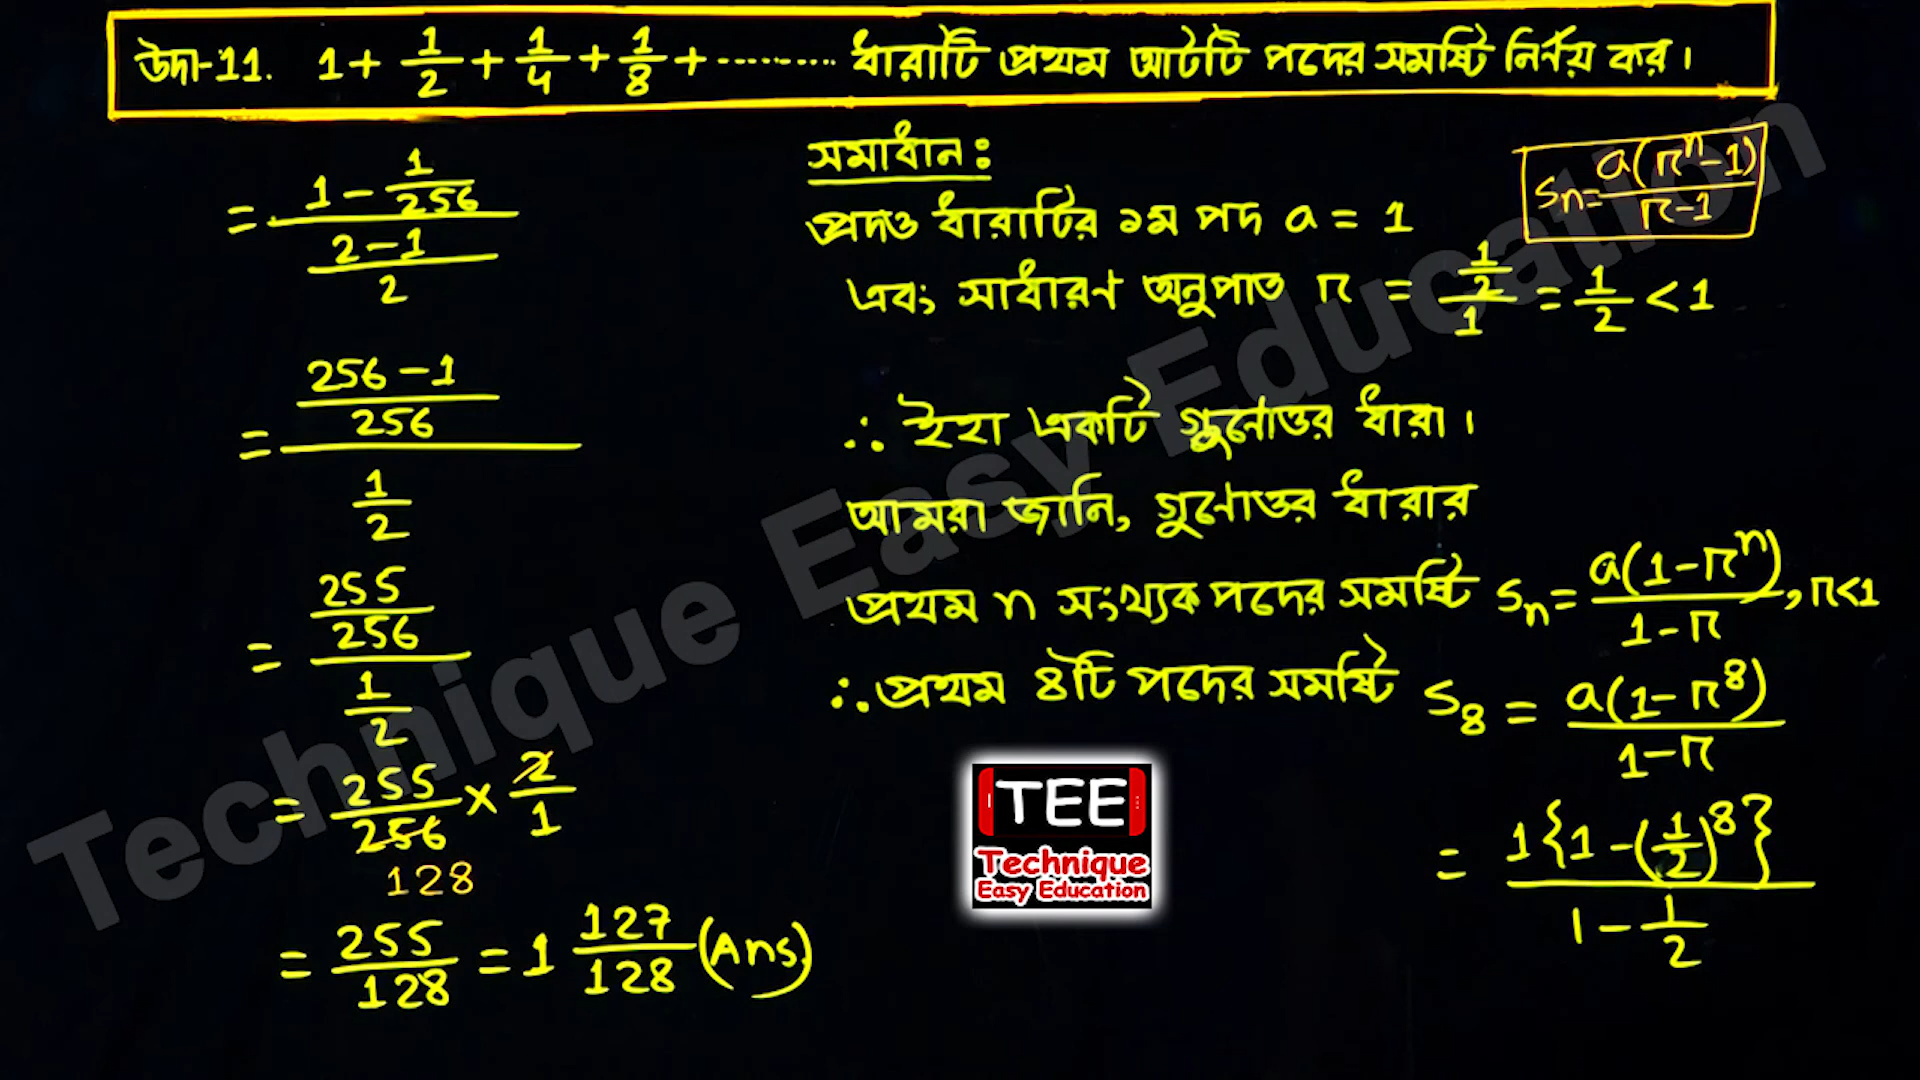 উদা-11. 1 + 1/2 + 1/4 + 1/8 + ......... ধারাটি প্রথম আটটি পদের সমষ্টি নির্ণয় কর।
সমাধান:
প্রদত্ত ধারাটির ১ম পদ a = 1
Sn = a(r^n-1)/r-1
এবং সাধারণ অনুপাত r = 1/2/1 = 1/2 < 1
∴ ইহা একটি গুনোত্তর ধারা।
আমরা জানি, গুনোত্তর ধারার
প্রথম n সংখ্যক পদের সমষ্টি Sn = a(1-r^n)/1-r, r<1
∴ প্রথম ৪টি পদের সমষ্টি S8 = a(1-r^8)/1-r
= 1{1-(1/2)^8}/1-1/2
= 1-1/256/2-1/2
= 256-1/256/1/2
= 255/256/1/2
= 255/256 × 2/1
128
= 255/128 = 1 127/128 (Ans.)
TEE
Technique
Easy Education
Technique Easy Education